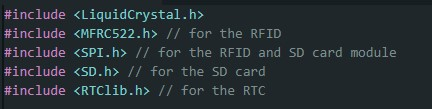 #include <LiquidCrystal.h>
#include <MFRC522.h> // for the RFID
#include <SPI.h> // for the RFID and SD card module
#include <SD.h> // for the SD card
#include <RTClib.h> // for the RTC